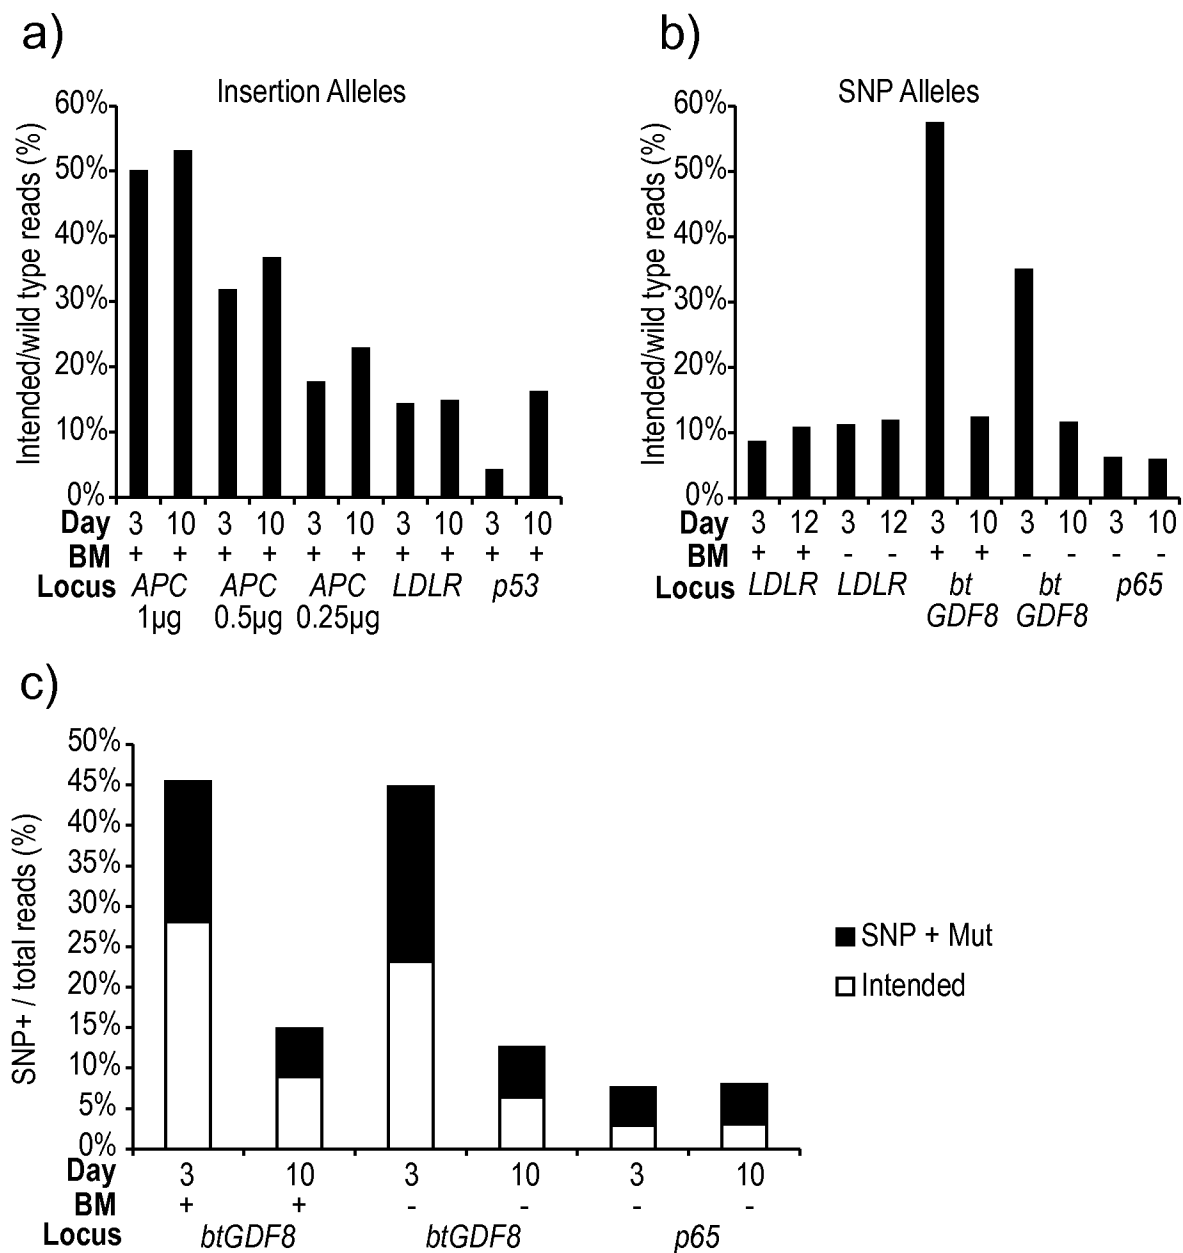 a)
Insertion Alleles
Intended/wild type reads (%)
60%
50%
40%
30%
20%
10%
0%
Day 3 10 3 10 3 10 3 10 3 10
BM + + + + + + + + + +
Locus APC APC APC LDLR p53
1µg 0.5µg 0.25µg
b)
SNP Alleles
Intended/wild type reads (%)
60%
50%
40%
30%
20%
10%
0%
Day 3 12 3 12 3 10 3 10 3 10
BM + + - - + + - - - -
Locus LDLR LDLR bt bt p65
GDF8 GDF8
c)
SNP+ / total reads (%)
50%
45%
40%
35%
30%
25%
20%
15%
10%
5%
0%
Day 3 10 3 10 3 10
BM + + - - - -
Locus btGDF8 btGDF8 p65
SNP + Mut
Intended